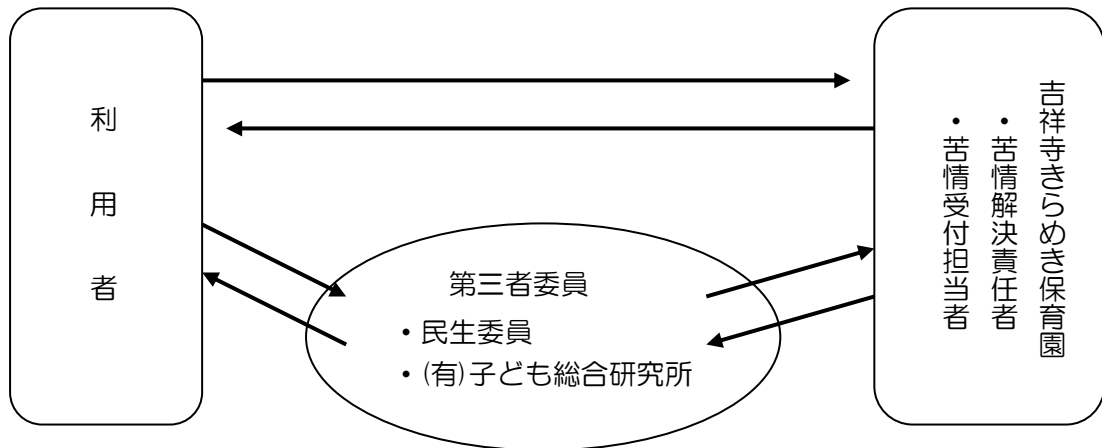 利用者
第三者委員
・民生委員
・(有)子ども総合研究所
吉祥寺きらめき保育園
・苦情解決責任者
・苦情受付担当者